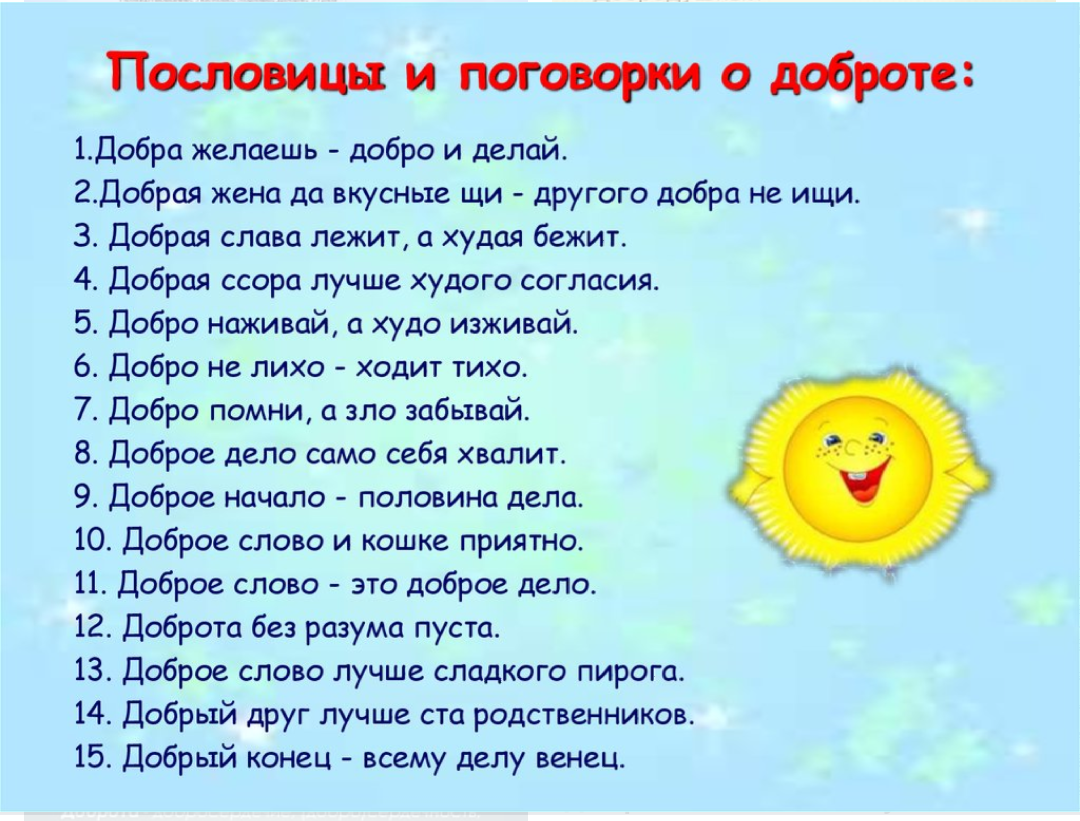 Пословицы и поговорки о доброте:
1.Добра желаешь - добро и делай.
2.Добрая жена да вкусные щи - другого добра не ищи.
3. Добрая слава лежит, а худая бежит.
4. Добрая ссора лучше худого согласия.
5. Добро наживай, а худо изживай.
6. Добро не лихо - ходит тихо.
7. Добро помни, а зло забывай.
8. Доброе дело само себя хвалит.
9. Доброе начало - половина дела.
10. Доброе слово и кошке приятно.
11. Доброе слово - это доброе дело.
12. Доброта без разума пуста.
13. Доброе слово лучше сладкого пирога.
14. Добрый друг лучше ста родственников.
15. Добрый конец - всему делу венец.